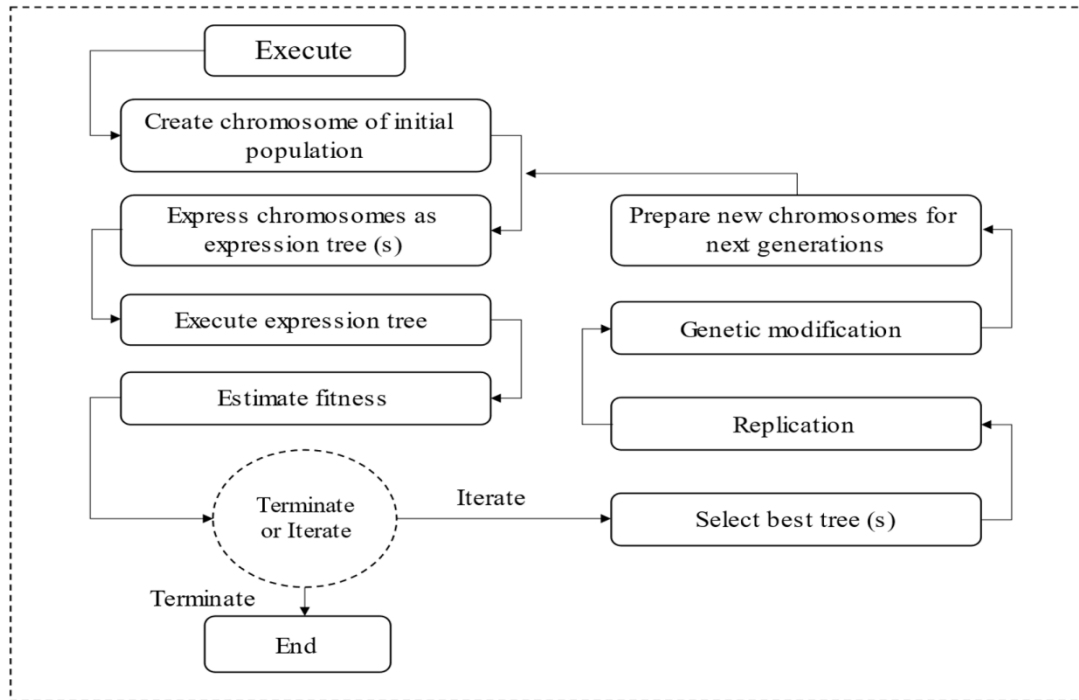 Execute
Create chromosome of initial
population
Express chromosomes as
expression tree (s)
Execute expression tree
Estimate fitness
Terminate
or Iterate
Terminate
End
Iterate
Select best tree (s)
Replication
Genetic modification
Prepare new chromosomes for
next generations